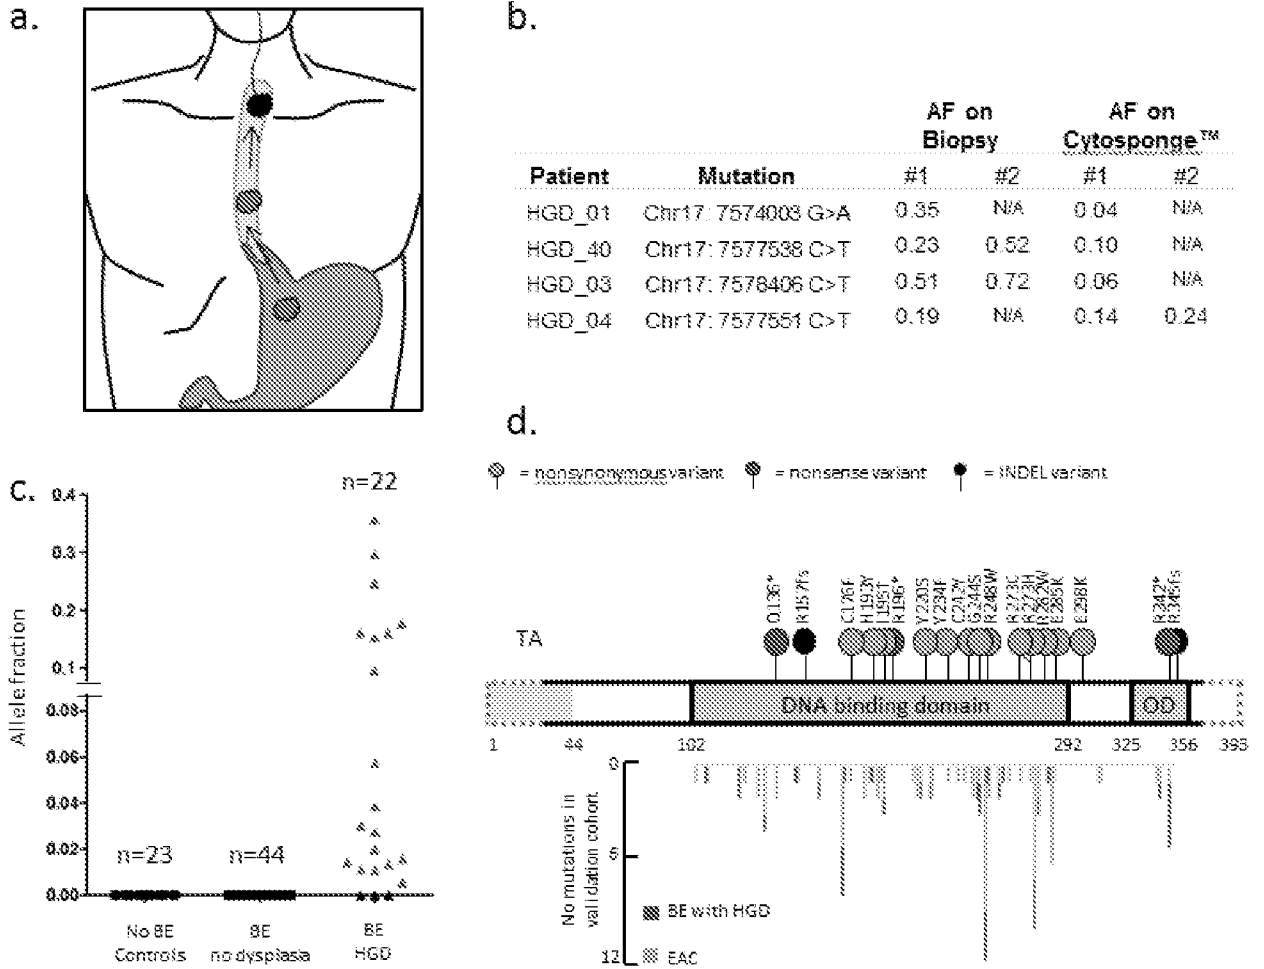 a.
b.
AF on Biopsy AF on Cytosponge™
Patient Mutation #1 #2 #1 #2
HGD_01 Chr17: 7574003 G>A 0.35 N/A 0.04 N/A
HGD_40 Chr17: 7577538 C>T 0.23 0.52 0.10 N/A
HGD_03 Chr17: 7578406 C>T 0.51 0.72 0.06 N/A
HGD_04 Chr17: 7577551 C>T 0.19 N/A 0.14 0.24
c.
n=22
0.4
0.3
0.2
0.1
0.08
0.06
0.04
0.02
0.00
Allele fraction
n=23
n=44
No BE
Controls
BE
no dysplasia
BE
HGD
d.
= nonsynonymous variant = nonsense variant = INDEL variant
Q136* R157fs C176F H193Y I195T R196* Y220S Y234F C242Y G244S R248W R273C R273H R282W E285K E298K R342* R345fs
TA
DNA binding domain OD
1 44 102 292 325 356 393
0
6
12
No mutations in
validation cohort
BE with HGD
EAC